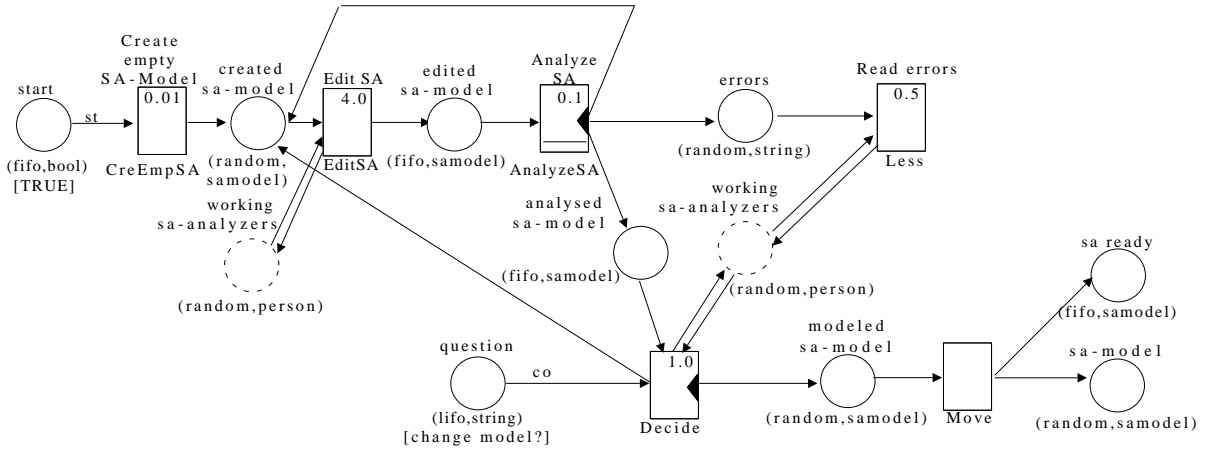 Create
empty
SA-Model
start
0.01
st
CreEmpSA
(fifo,bool)
[TRUE]
created
sa-model
(random,
samodel)
Edit SA
4.0
EditSA
working
sa-analyzers
(random,person)
edited
sa-model
(fifo,samodel)
Analyze
SA
0.1
AnalyzeSA
errors
(random,string)
Read errors
0.5
Less
analysed
sa-model
(fifo,samodel)
working
sa-analyzers
(random,person)
question
co
(lifo,string)
[change model?]
1.0
Decide
modeled
sa-model
(random,samodel)
Move
sa ready
(fifo,samodel)
sa-model
(random,samodel)